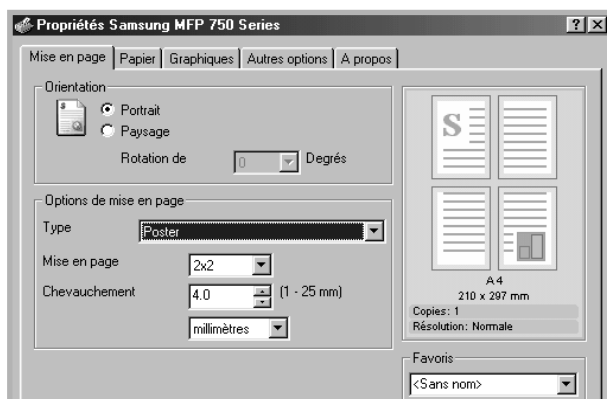 Propriétés Samsung MFP 750 Series
Mise en page Papier Graphiques Autres options A propos
Orientation
Portrait
Paysage
Rotation de 0 Degrés
Options de mise en page
Type Poster
Mise en page 2x2
Chevauchement 4.0 (1 - 25 mm)
millimètres
S
A4
210 x 297 mm
Copies: 1
Résolution: Normale
Favoris
<Sans nom>